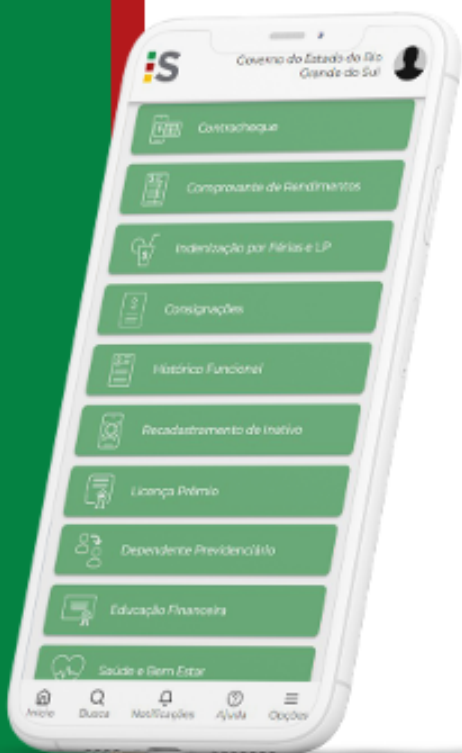 :S
Governo do Estado do Rio
Grande do Sul
Contracheque
Comprovante de Rendimentos
Indenização por Férias e LP
Consignações
Histórico Funcional
Recadastramento de Inativo
Licença Prêmio
Dependente Previdenciário
Educação Financeira
Saúde e Bem Estar
Início
Busca
Notificações
Ajuda
Opções